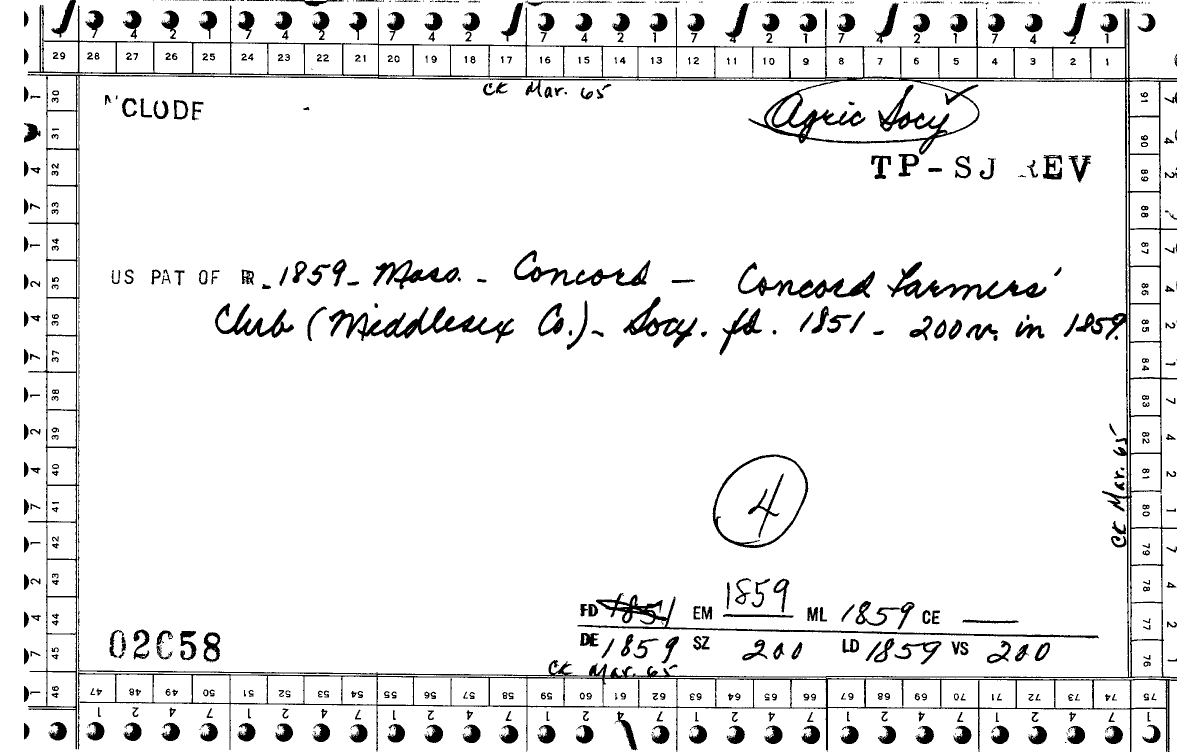 7 4 2 1 7 4 2 1 7 4 2 1 7 4 2 1 7 4 2 1 7 4 2 1
29 28 27 26 25 24 23 22 21 20 19 18 17 16 15 14 13 12 11 10 9 8 7 6 5 4 3 2 1
CK Mar. 65
CLUDE
Agric Socy
TP-SJ REV
US PAT OF RR - 1859 - Mass. - Concord - Concord Farmers'
Club (Middlesex Co.) - Socy. fd. 1851 - 200 v. in 1859.
4
CK Mar. 65
FD 1851 EM 1859 ML 1859 CE —
DE 1859 SZ 200 LD 1859 VS 200
CK Mar. 65
02C58
30 31 32 33 34 35 36 37 38 39 40 41 42 43 44 45 46
91 90 89 88 87 86 85 84 83 82 81 80 79 78 77 76 75
47 48 49 50 51 52 53 54 55 56 57 58 59 60 61 62 63 64 65 66 67 68 69 70 71 72 73 74
1 2 4 7 1 2 4 7 1 2 4 7 1 2 4 7 1 2 4 7 1 2 4 7 1 2 4 7